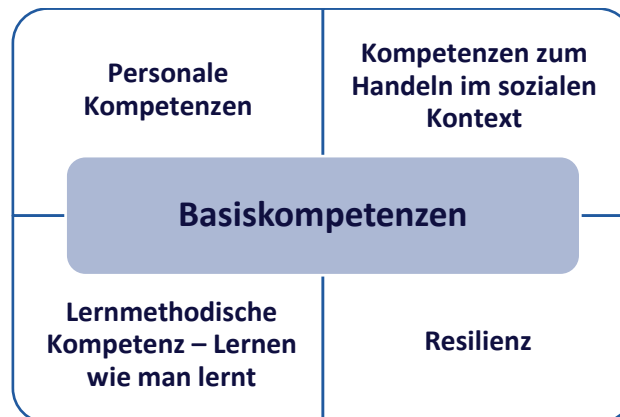 Personale
Kompetenzen
Kompetenzen zum
Handeln im sozialen
Kontext
Basiskompetenzen
Lernmethodische
Kompetenz – Lernen
wie man lernt
Resilienz